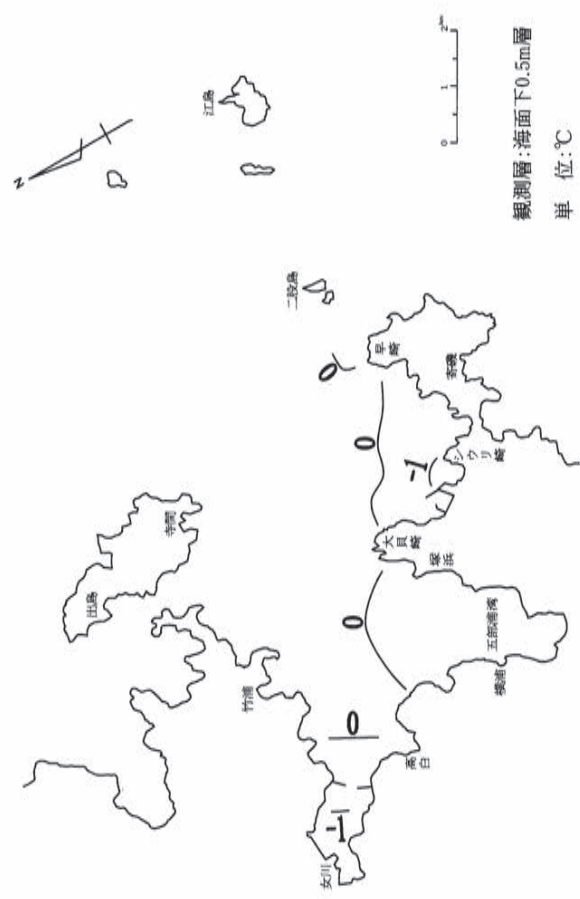 N
江島
二股島
早崎
寄磯
シウリ崎
大貝崎
塚浜
寺間
出島
竹浦
五部浦湾
横浦
高白
女川
0
0
-1
0
0
-1
0 1 2km
観測層:海面下0.5m層
単 位:℃